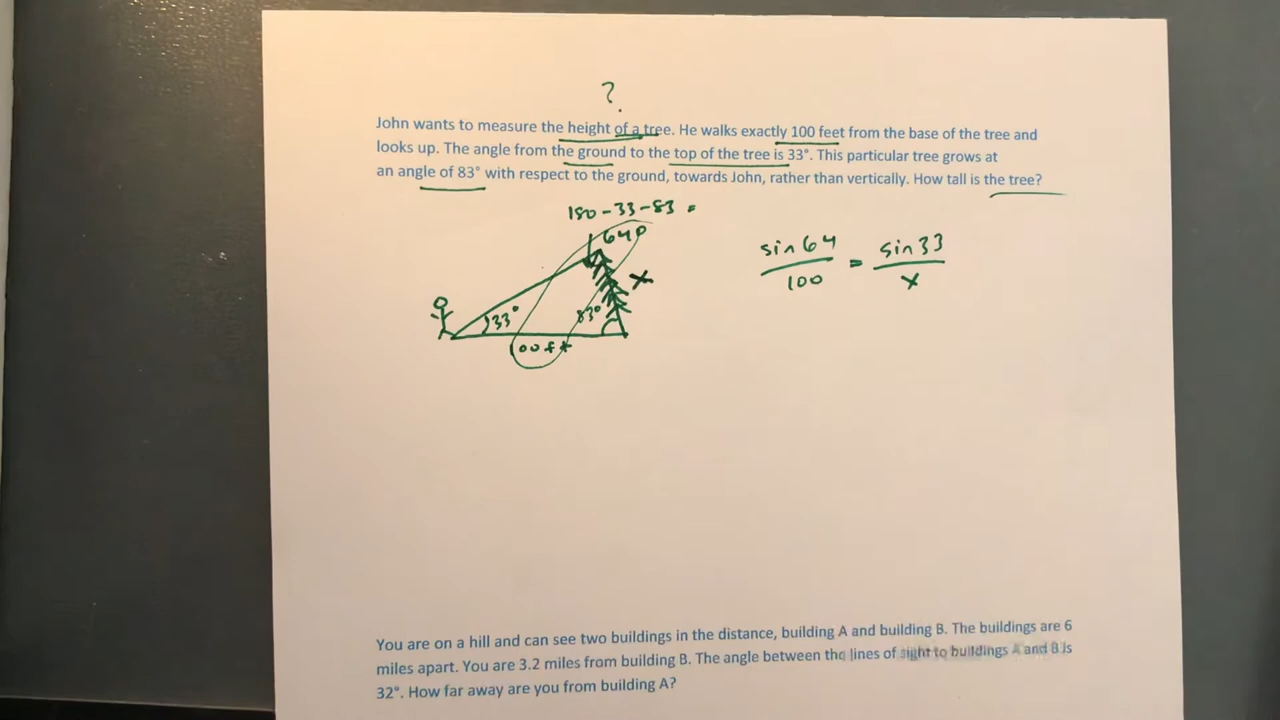 ?
John wants to measure the height of a tree. He walks exactly 100 feet from the base of the tree and
looks up. The angle from the ground to the top of the tree is 33°. This particular tree grows at
an angle of 83° with respect to the ground, towards John, rather than vertically. How tall is the tree?
180-33-83 =
64°
sin 64 / 100 = sin 33 / x
x
33°
83°
100ft
You are on a hill and can see two buildings in the distance, building A and building B. The buildings are 6
miles apart. You are 3.2 miles from building B. The angle between the lines of sight to buildings A and B is
32°. How far away are you from building A?